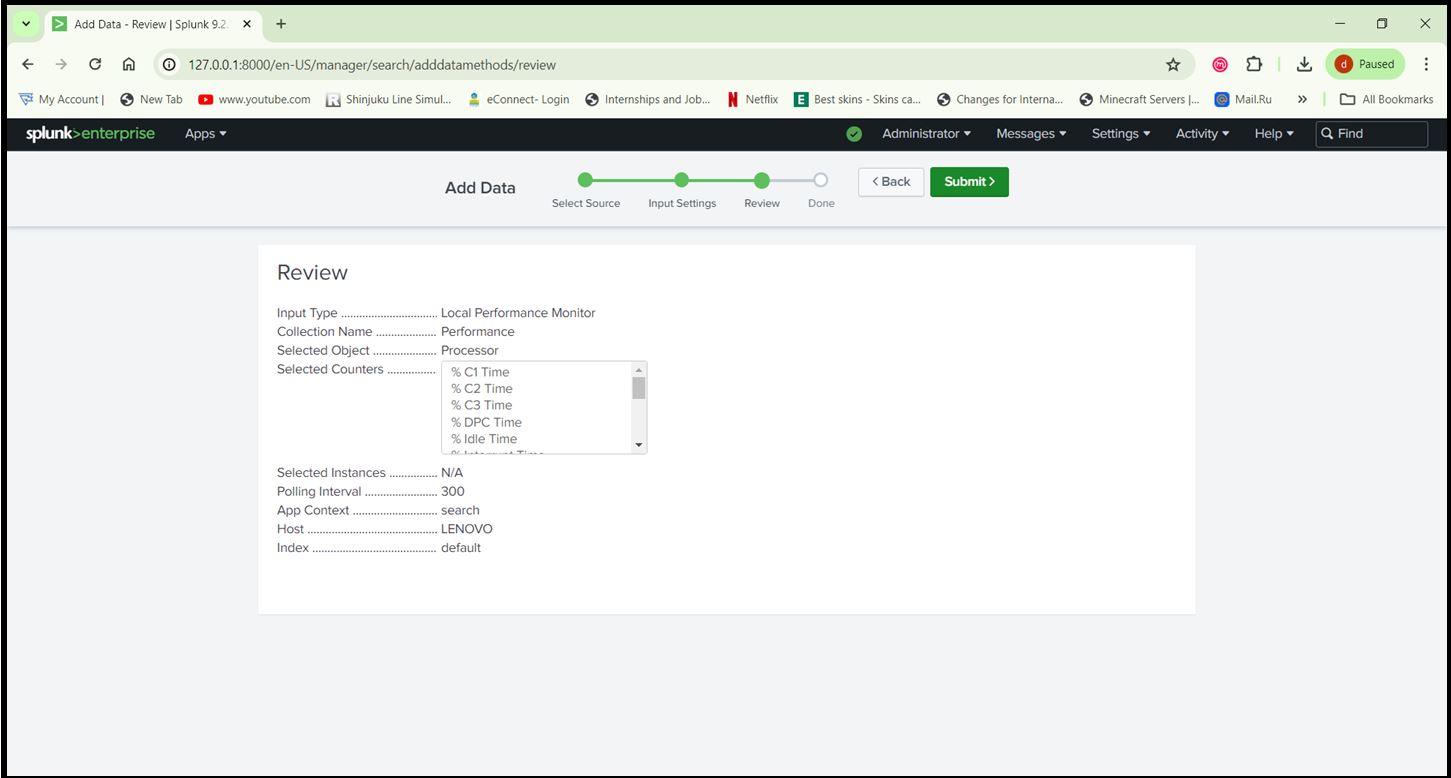 Add Data - Review | Splunk 9.2.
127.0.0.1:8000/en-US/manager/search/adddatamethods/review
d Paused
My Account | New Tab www.youtube.com Shinjuku Line Simul... eConnect- Login Internships and Job... Netflix Best skins - Skins ca... Changes for Interna... Minecraft Servers |... Mail.Ru » All Bookmarks
splunk>enterprise Apps Administrator Messages Settings Activity Help Find
Add Data
Select Source Input Settings Review Done
< Back Submit >
Review
Input Type ............................... Local Performance Monitor
Collection Name .................... Performance
Selected Object ..................... Processor
Selected Counters ................
% C1 Time
% C2 Time
% C3 Time
% DPC Time
% Idle Time
% Interrupt Time
Selected Instances ................ N/A
Polling Interval ........................ 300
App Context ............................ search
Host ........................................... LENOVO
Index ......................................... default